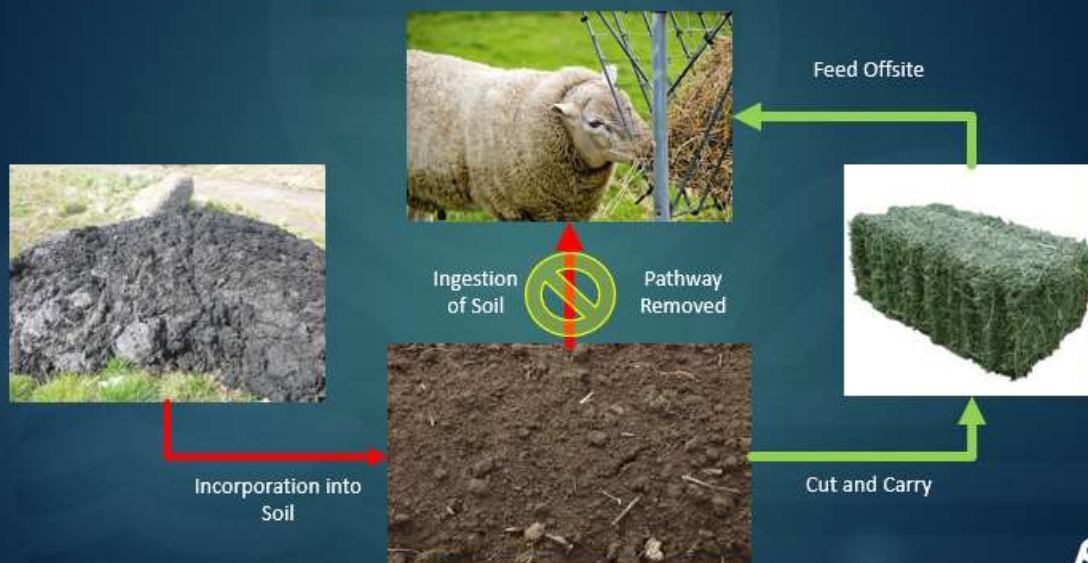 Feed Offsite
Ingestion
of Soil
Pathway
Removed
Incorporation into
Soil
Cut and Carry